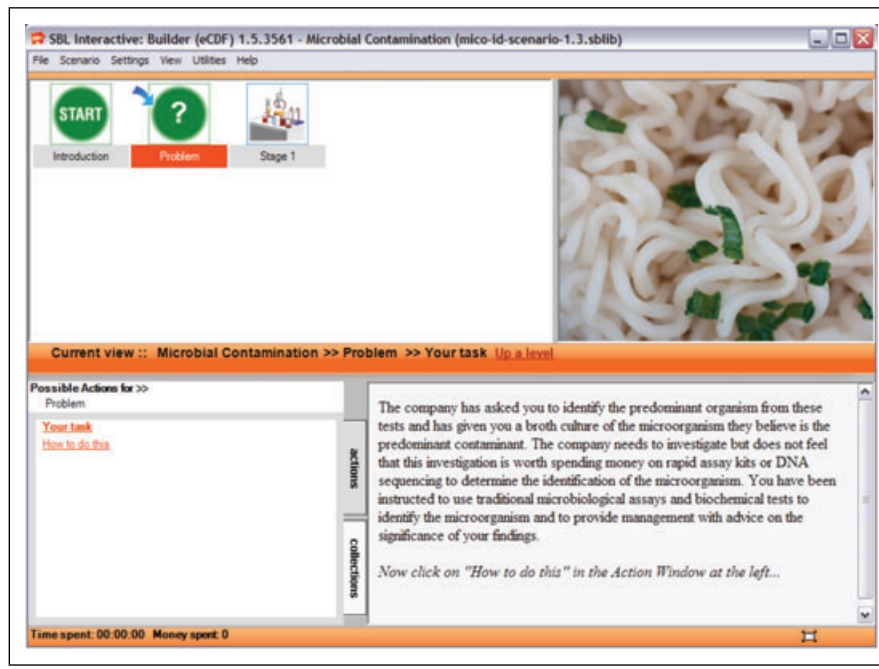 SBL Interactive: Builder (eCDF) 1.5.3561 - Microbial Contamination (mico-id-scenario-1.3.sblib)
File Scenario Settings View Utilities Help
START ?
Introduction Problem Stage 1
Current view :: Microbial Contamination >> Problem >> Your task Up a level
Possible Actions for >>
Problem
Your task
How to do this
actions
collections
The company has asked you to identify the predominant organism from these
tests and has given you a broth culture of the microorganism they believe is the
predominant contaminant. The company needs to investigate but does not feel
that this investigation is worth spending money on rapid assay kits or DNA
sequencing to determine the identification of the microorganism. You have been
instructed to use traditional microbiological assays and biochemical tests to
identify the microorganism and to provide management with advice on the
significance of your findings.
Now click on "How to do this" in the Action Window at the left...
Time spent: 00:00:00 Money spent: 0